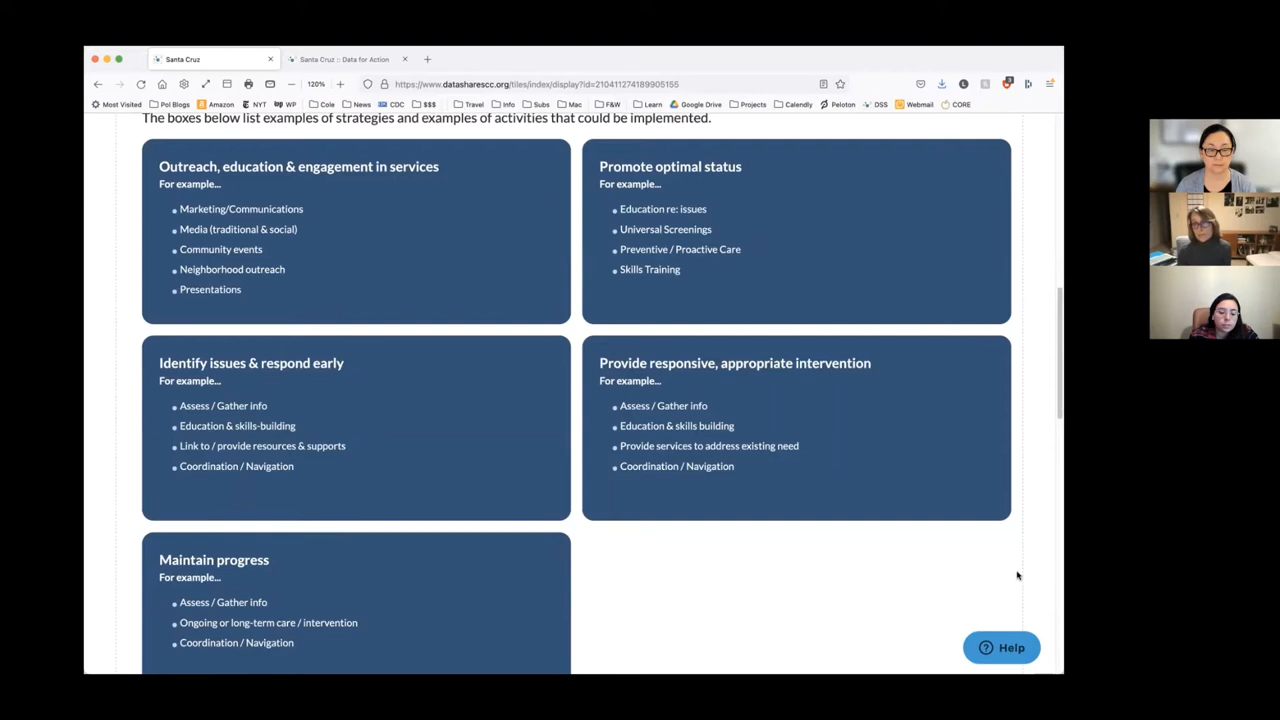 Santa Cruz
Santa Cruz :: Data for Action
120%
https://www.datasharescc.org/tiles/index/display?id=210411274189905155
3
Most Visited Pol Blogs Amazon NYT WP Cole News CDC $$$ Travel Info Subs Mac F&W Learn Google Drive Projects Calendly Peloton DSS Webmail CORE
The boxes below list examples of strategies and examples of activities that could be implemented.
Outreach, education & engagement in services
For example...
Marketing/Communications
Media (traditional & social)
Community events
Neighborhood outreach
Presentations
Promote optimal status
For example...
Education re: issues
Universal Screenings
Preventive / Proactive Care
Skills Training
Identify issues & respond early
For example...
Assess / Gather info
Education & skills-building
Link to / provide resources & supports
Coordination / Navigation
Provide responsive, appropriate intervention
For example...
Assess / Gather info
Education & skills building
Provide services to address existing need
Coordination / Navigation
Maintain progress
For example...
Assess / Gather info
Ongoing or long-term care / intervention
Coordination / Navigation
Help